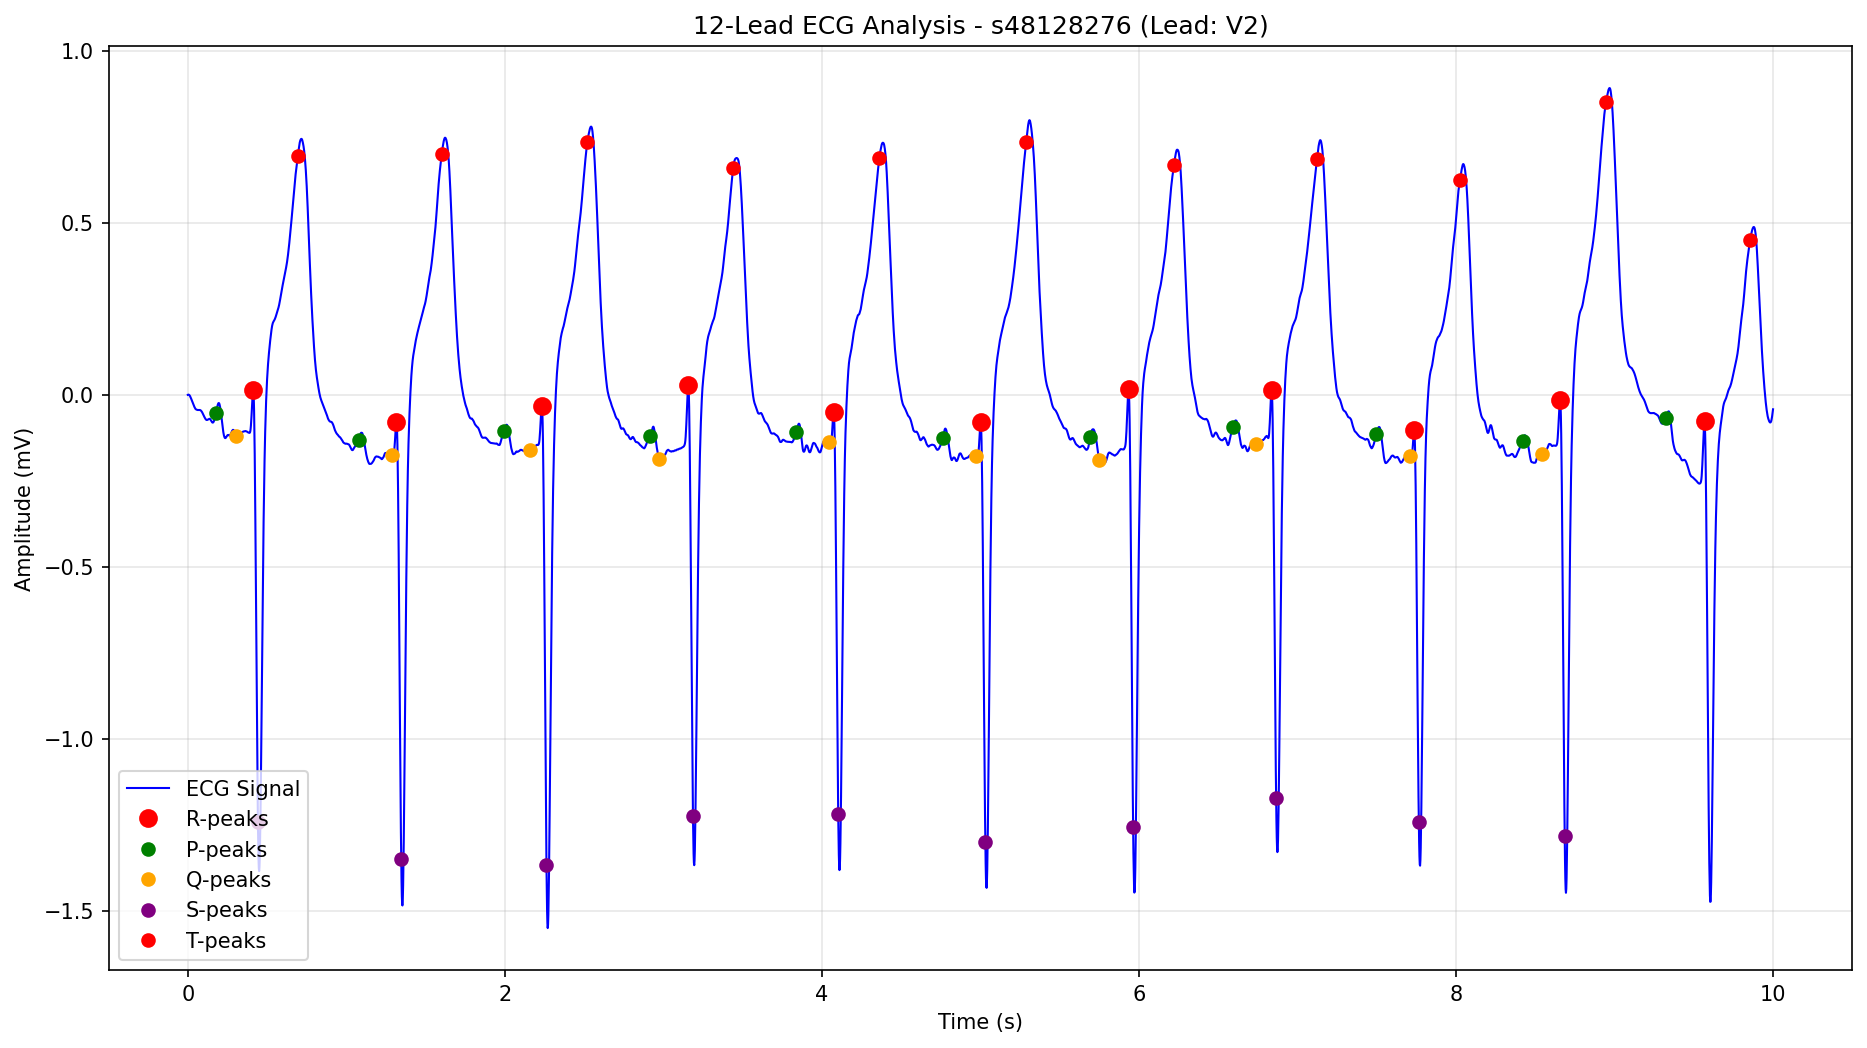 12-Lead ECG Analysis - s48128276 (Lead: V2)
1.0
0.5
0.0
−0.5
−1.0
−1.5
Amplitude (mV)
ECG Signal
R-peaks
P-peaks
Q-peaks
S-peaks
T-peaks
0
2
4
6
8
10
Time (s)